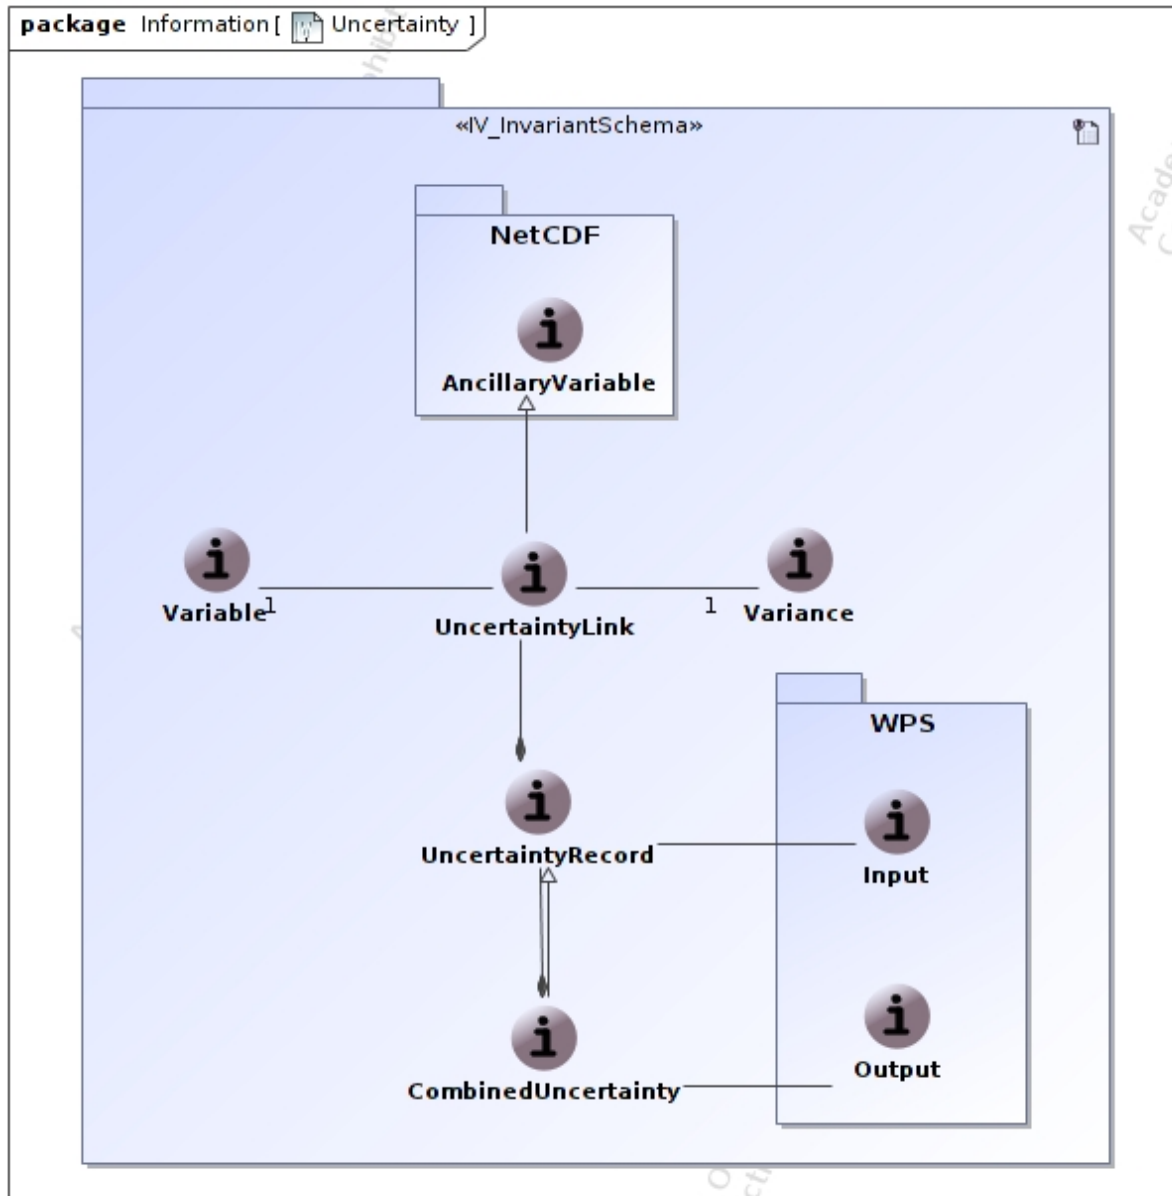 package Information [ Uncertainty ]
«IV_InvariantSchema»
NetCDF
AncillaryVariable
Variable
1
UncertaintyLink
1
Variance
WPS
UncertaintyRecord
Input
CombinedUncertainty
Output